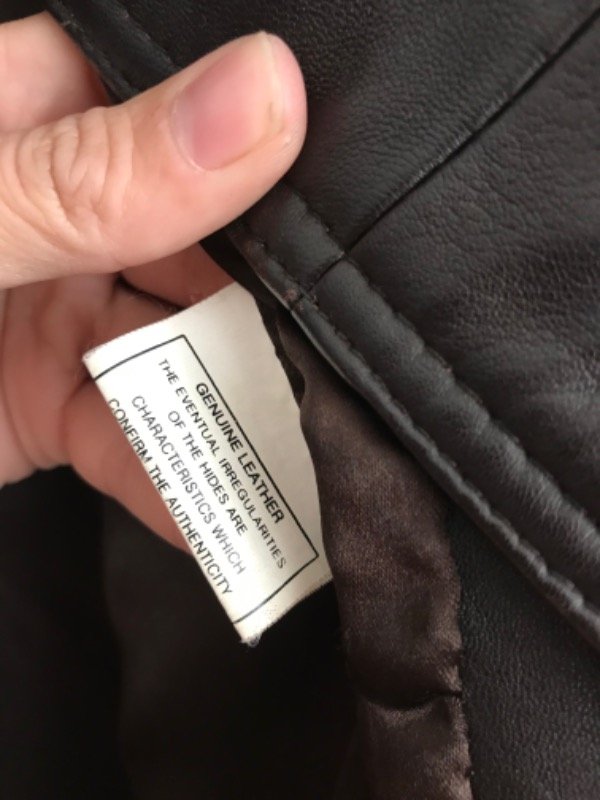 GENUINE LEATHER
THE EVENTUAL IRREGULARITIES
OF THE HIDES ARE
CHARACTERISTICS WHICH
CONFIRM THE AUTHENTICITY